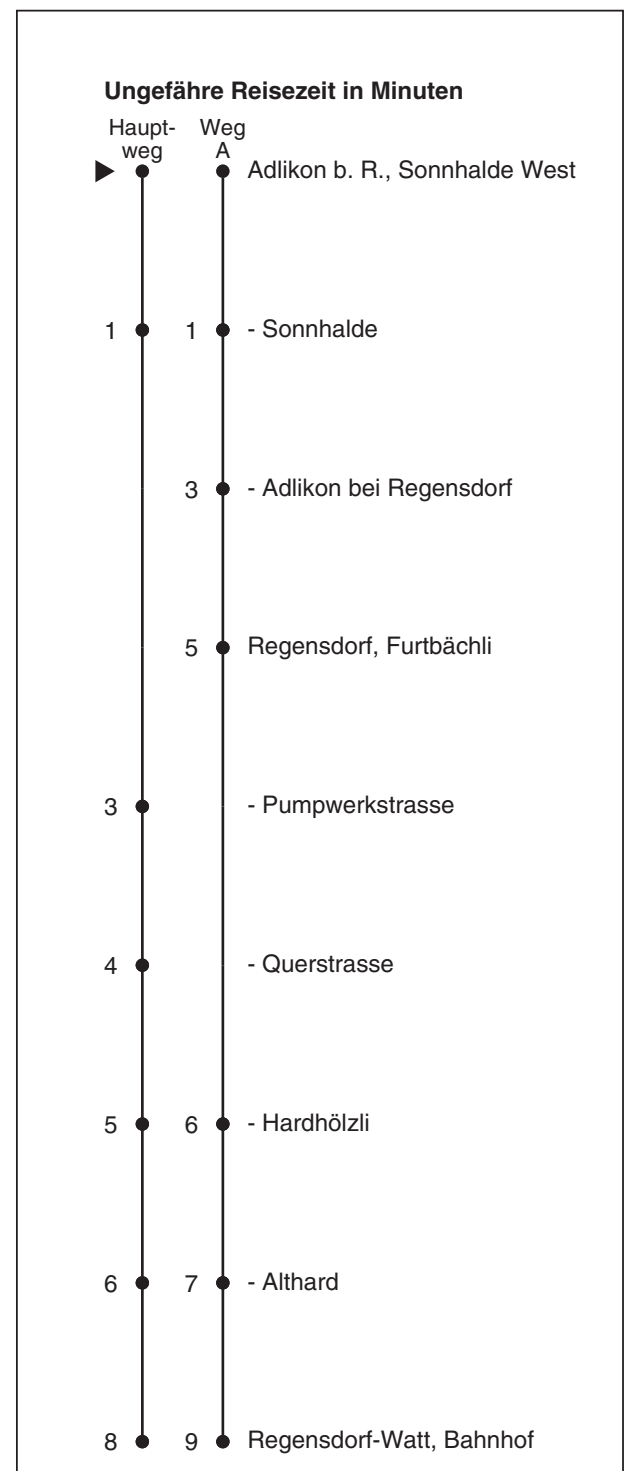 Ungefähre Reisezeit in Minuten
Haupt- Weg
weg A
Adlikon b. R., Sonnhalde West
1 1 - Sonnhalde
3 - Adlikon bei Regensdorf
5 Regensdorf, Furtbächli
3 - Pumpwerkstrasse
4 - Querstrasse
5 6 - Hardhölzli
6 7 - Althard
8 9 Regensdorf-Watt, Bahnhof